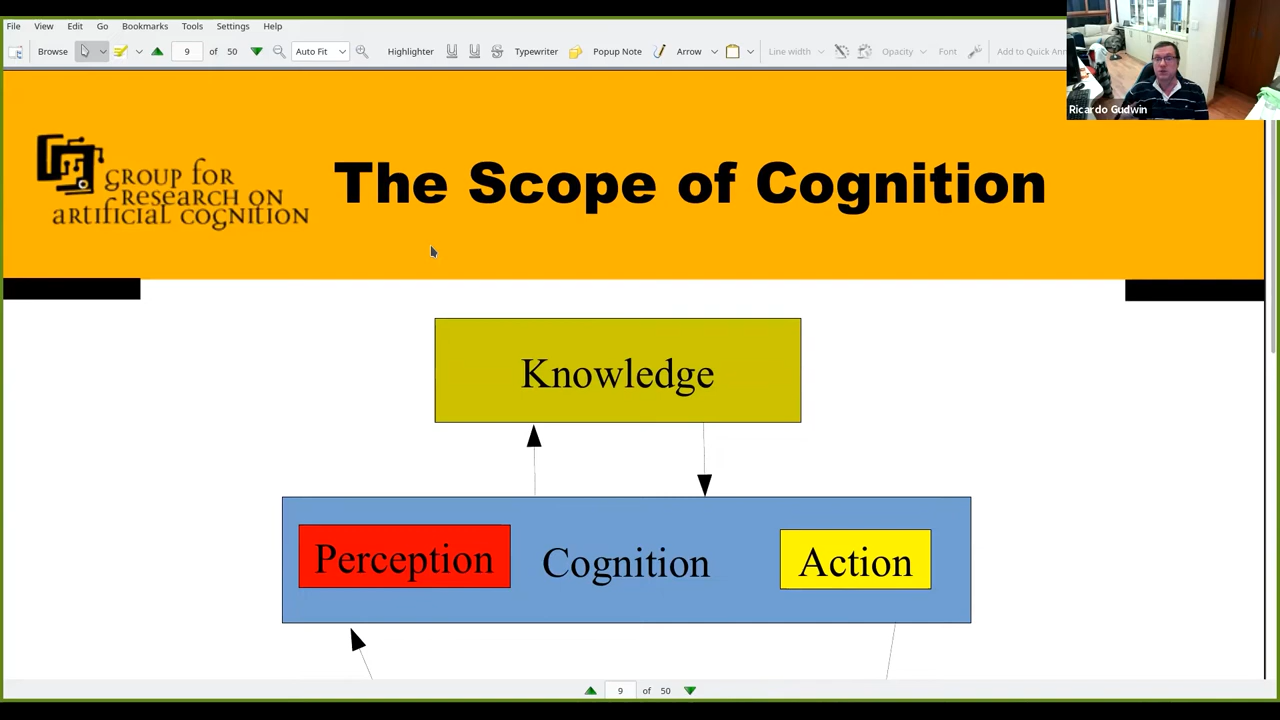 File View Edit Go Bookmarks Tools Settings Help
Browse 9 of 50 Auto Fit Highlighter Typewriter Popup Note Arrow Line width Opacity Font Add to Quick
Ricardo Gudwin
GROUP FOR
RESEARCH ON
ARTIFICIAL COGNITION
The Scope of Cognition
Knowledge
Perception Cognition Action
9 of 50